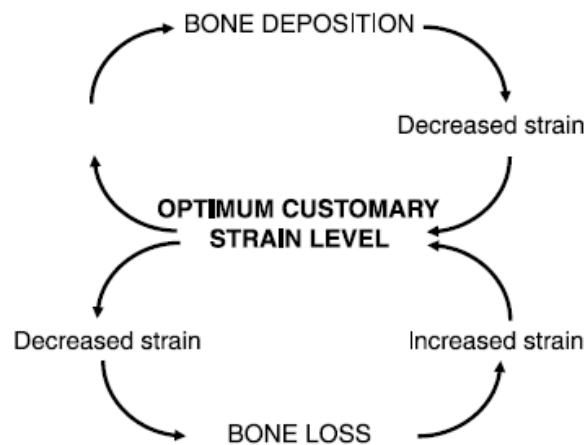 BONE DEPOSITION
Decreased strain
OPTIMUM CUSTOMARY
STRAIN LEVEL
Decreased strain
Increased strain
BONE LOSS